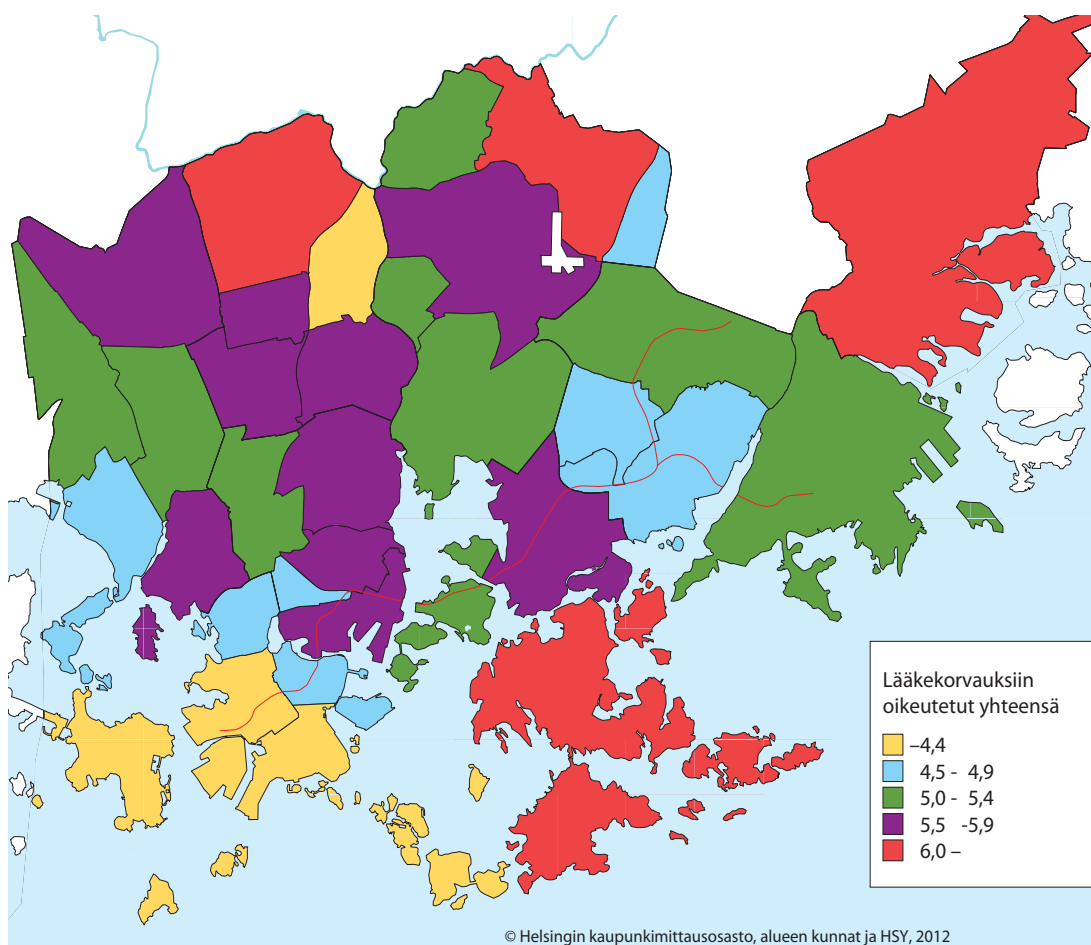 Lääkekorvauksiin
oikeutetut yhteensä
–4,4
4,5 - 4,9
5,0 - 5,4
5,5 -5,9
6,0 –
© Helsingin kaupunkimittausosasto, alueen kunnat ja HSY, 2012